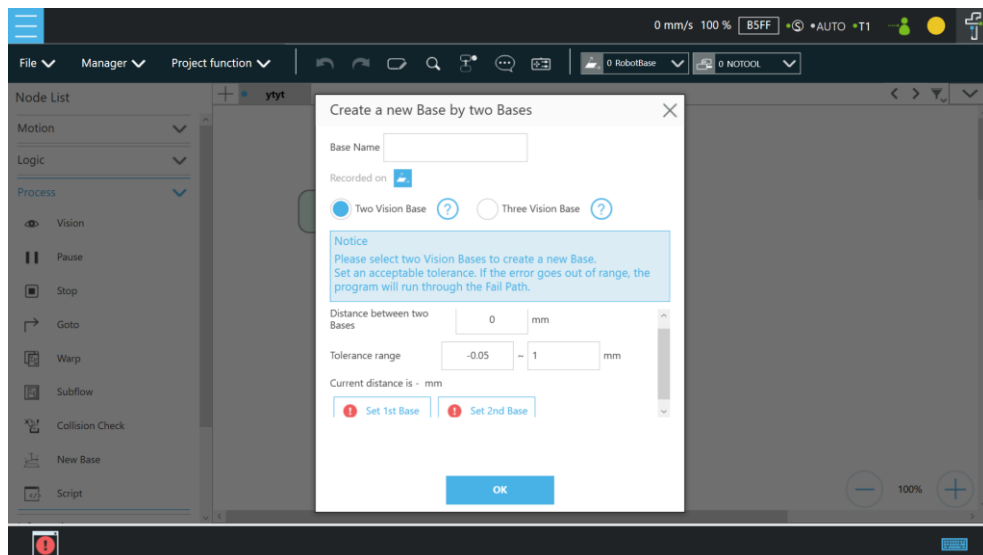 0 mm/s 100 % B5FF •Ⓢ •AUTO •T1
File Manager Project function 0 RobotBase 0 NOTOOL
Node List
ytyt
Motion
Logic
Process
Vision
Pause
Stop
Goto
Warp
Subflow
Collision Check
New Base
Script
Create a new Base by two Bases
Base Name
Recorded on
Two Vision Base ? Three Vision Base ?
Notice
Please select two Vision Bases to create a new Base.
Set an acceptable tolerance. If the error goes out of range, the
program will run through the Fail Path.
Distance between two
Bases
0 mm
Tolerance range -0.05 ~ 1 mm
Current distance is - mm
! Set 1st Base ! Set 2nd Base
OK
100%